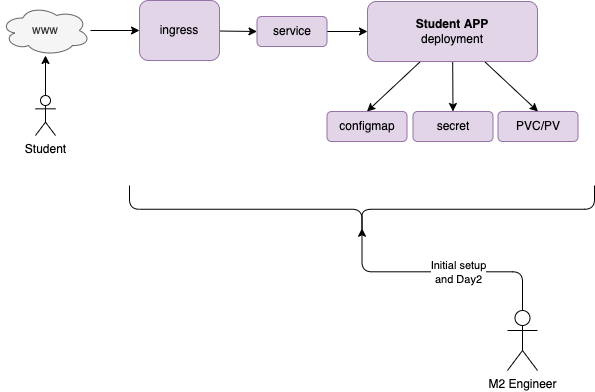 www
ingress
service
Student APP
deployment
configmap
secret
PVC/PV
Student
Initial setup
and Day2
M2 Engineer